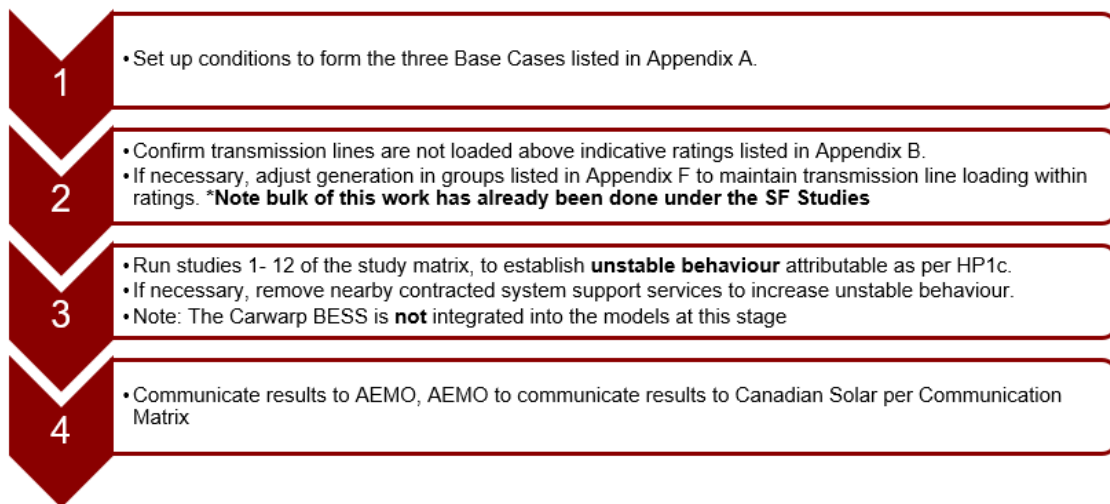 1
• Set up conditions to form the three Base Cases listed in Appendix A.
2
• Confirm transmission lines are not loaded above indicative ratings listed in Appendix B.
• If necessary, adjust generation in groups listed in Appendix F to maintain transmission line loading within
ratings. *Note bulk of this work has already been done under the SF Studies
3
• Run studies 1- 12 of the study matrix, to establish unstable behaviour attributable as per HP1c.
• If necessary, remove nearby contracted system support services to increase unstable behaviour.
• Note: The Carwarp BESS is not integrated into the models at this stage
4
• Communicate results to AEMO, AEMO to communicate results to Canadian Solar per Communication
Matrix